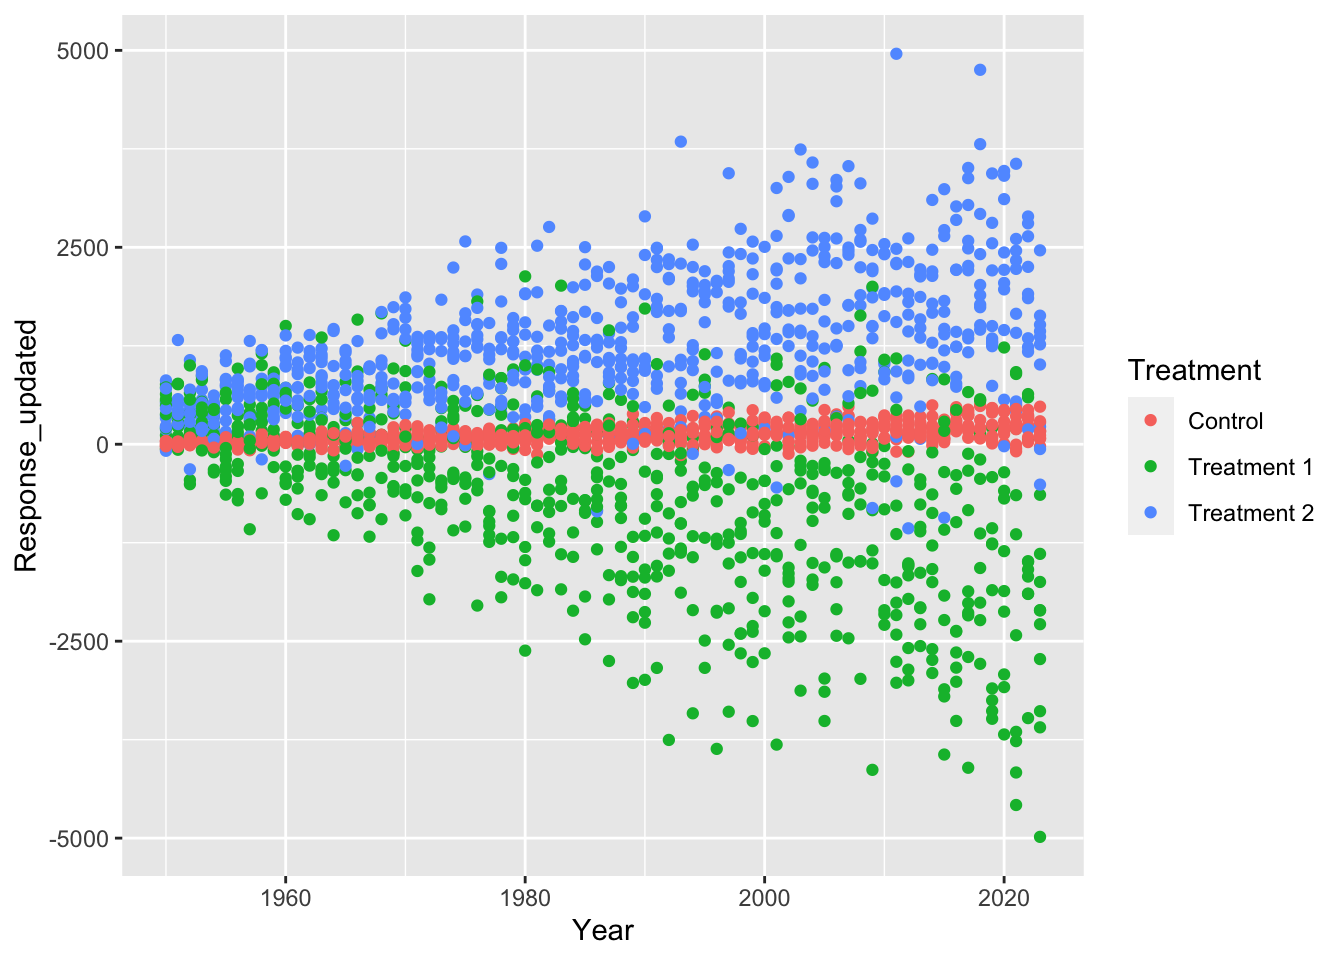 5000
2500
0
-2500
-5000
Response_updated
1960
1980
2000
2020
Year
Treatment
Control
Treatment 1
Treatment 2